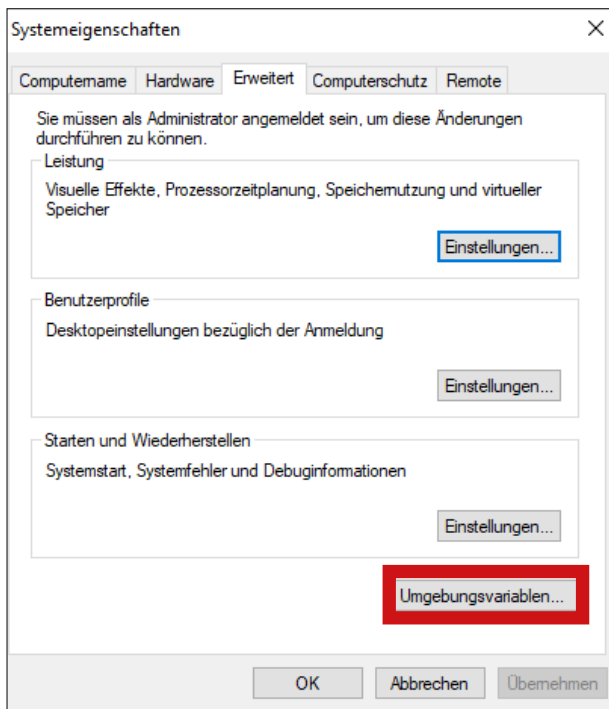 Systemeigenschaften
Computername Hardware Erweitert Computerschutz Remote
Sie müssen als Administrator angemeldet sein, um diese Änderungen
durchführen zu können.
Leistung
Visuelle Effekte, Prozessorzeitplanung, Speichernutzung und virtueller
Speicher
Einstellungen...
Benutzerprofile
Desktopeinstellungen bezüglich der Anmeldung
Einstellungen...
Starten und Wiederherstellen
Systemstart, Systemfehler und Debuginformationen
Einstellungen...
Umgebungsvariablen...
OK Abbrechen Übernehmen